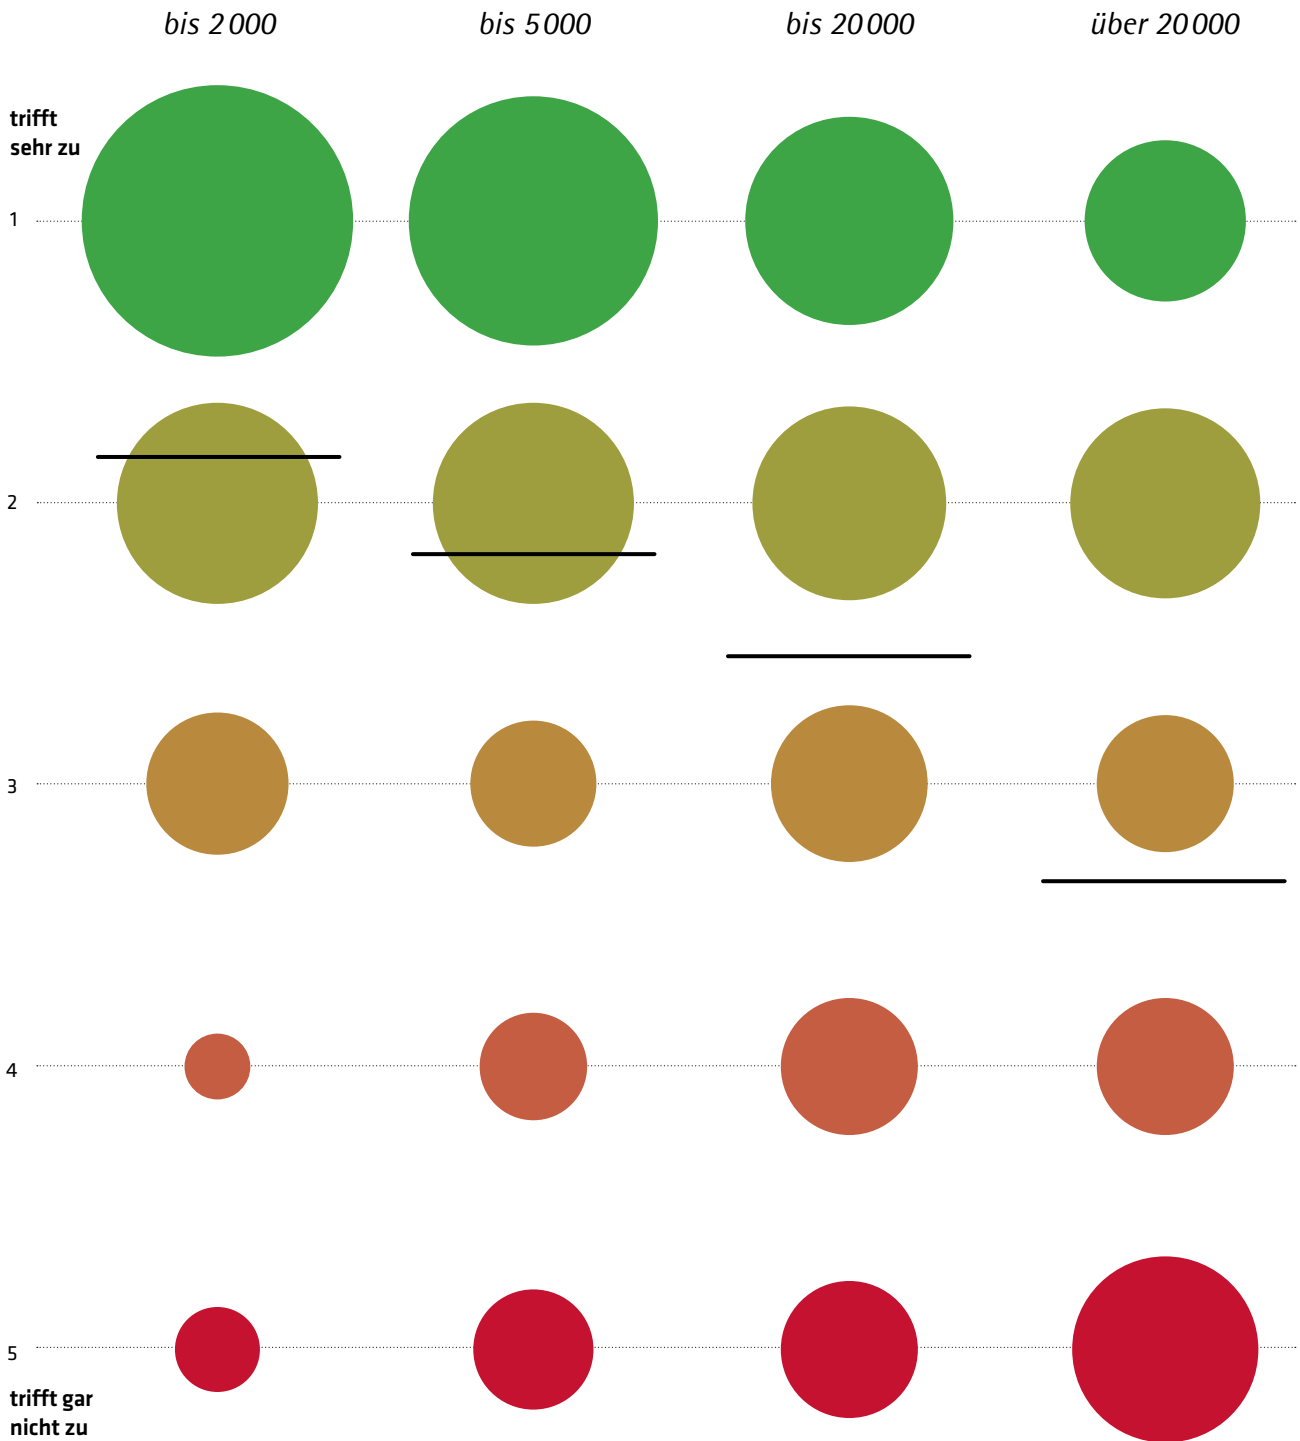 bis 2 000 bis 5 000 bis 20 000 über 20 000
trifft
sehr zu
1
2
3
4
5
trifft gar
nicht zu